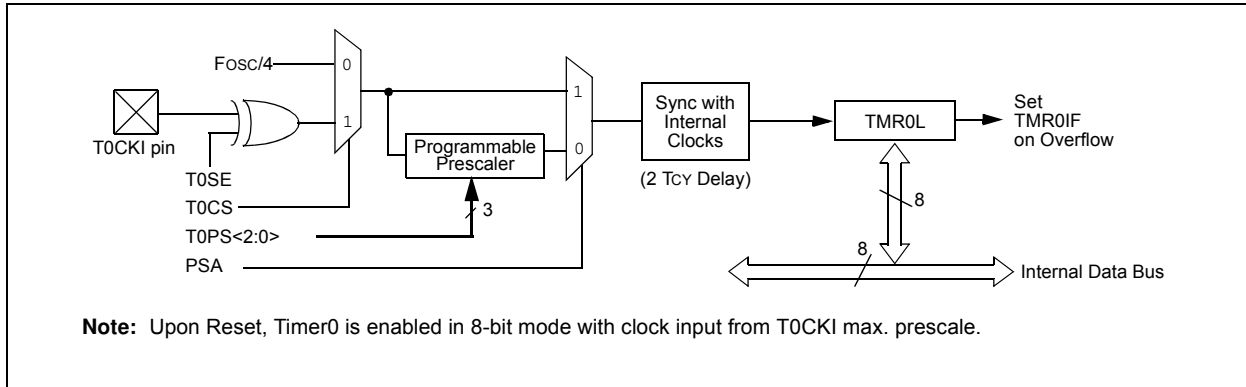 FOSC/4
0
1
T0CKI pin
T0SE
T0CS
T0PS<2:0>
PSA
Programmable
Prescaler
3
1
0
Sync with
Internal
Clocks
(2 TCY Delay)
TMR0L
Set
TMR0IF
on Overflow
8
8
Internal Data Bus
Note: Upon Reset, Timer0 is enabled in 8-bit mode with clock input from T0CKI max. prescale.